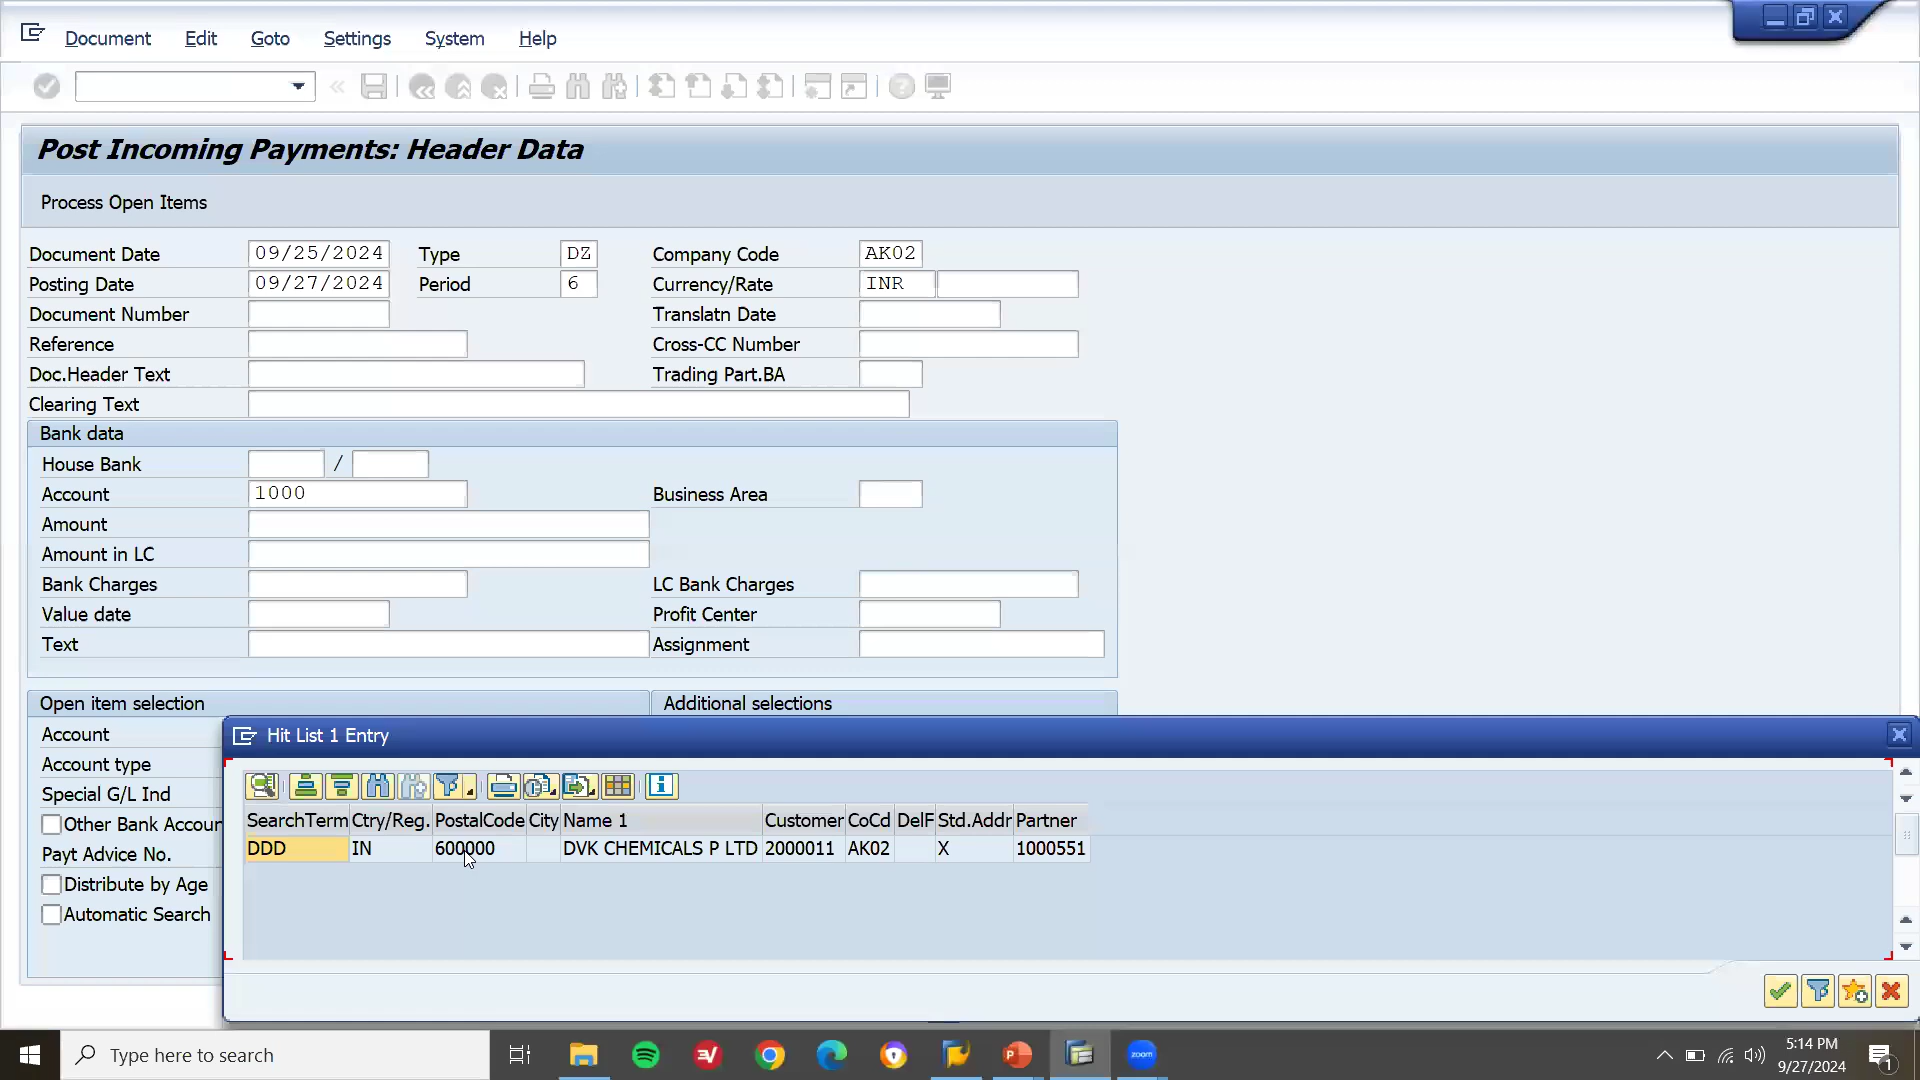 Document Edit Goto Settings System Help
Post Incoming Payments: Header Data
Process Open Items
Document Date 09/25/2024 Type DZ Company Code AK02
Posting Date 09/27/2024 Period 6 Currency/Rate INR
Document Number Translatn Date
Reference Cross-CC Number
Doc.Header Text Trading Part.BA
Clearing Text
Bank data
House Bank /
Account 1000 Business Area
Amount
Amount in LC
Bank Charges LC Bank Charges
Value date Profit Center
Text Assignment
Open item selection Additional selections
Account
Account type
Special G/L Ind
Other Bank Accour
Payt Advice No.
Distribute by Age
Automatic Search
Hit List 1 Entry
SearchTerm Ctry/Reg. PostalCode City Name 1 Customer CoCd DelF Std.Addr Partner
DDD IN 600000 DVK CHEMICALS P LTD 2000011 AK02 X 1000551
Type here to search
zoom
5:14 PM
9/27/2024
1